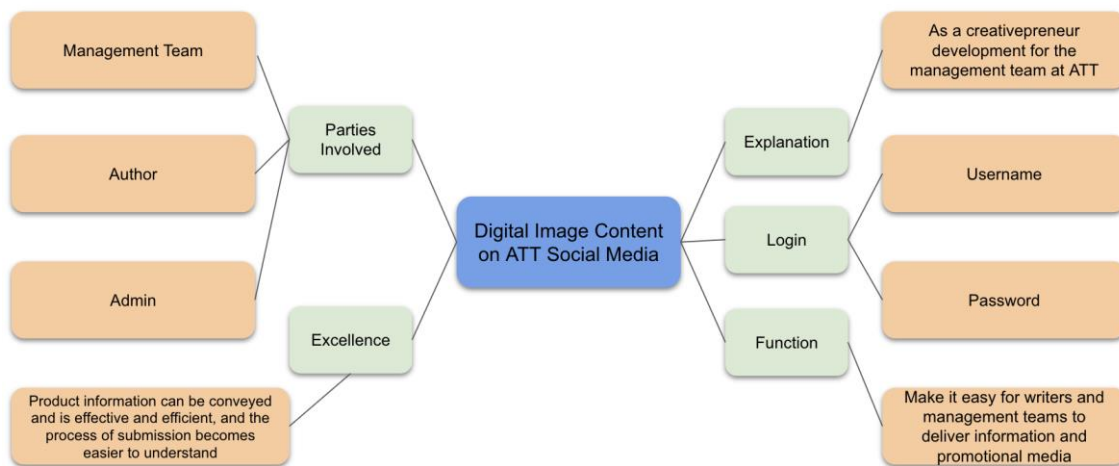 Management Team
Author
Admin
Product information can be conveyed
and is effective and efficient, and the
process of submission becomes
easier to understand
Parties
Involved
Excellence
Digital Image Content
on ATT Social Media
Explanation
Login
Function
As a creativepreneur
development for the
management team at ATT
Username
Password
Make it easy for writers and
management teams to
deliver information and
promotional media